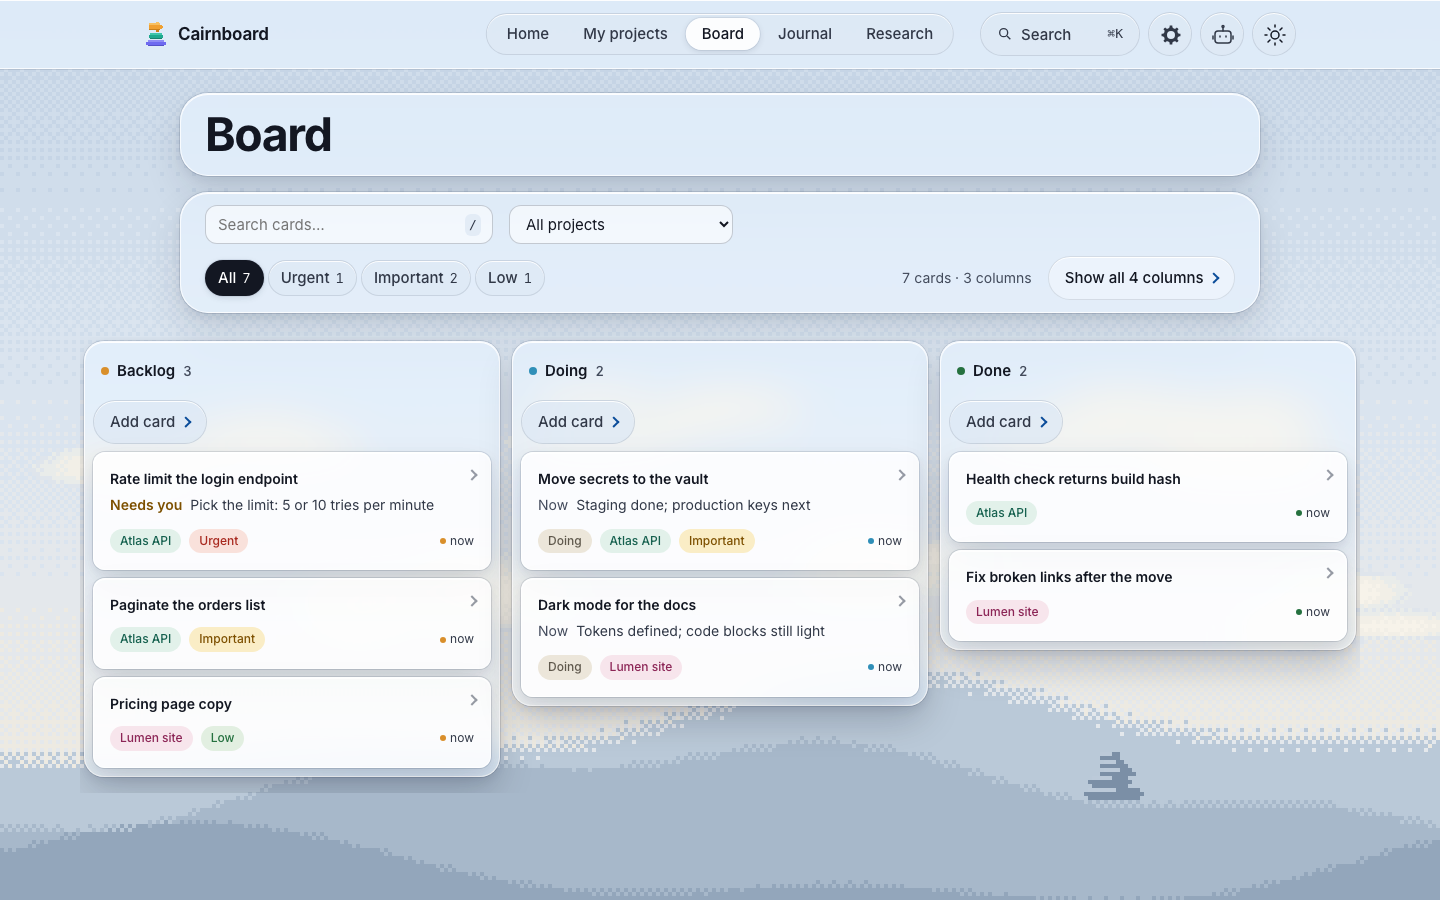 Cairnboard
Home
My projects
Board
Journal
Research
Search ⌘K
Board
Search cards... /
All projects
All 7
Urgent 1
Important 2
Low 1
7 cards · 3 columns
Show all 4 columns
Backlog 3
Add card
Rate limit the login endpoint
Needs you Pick the limit: 5 or 10 tries per minute
Atlas API Urgent now
Paginate the orders list
Atlas API Important now
Pricing page copy
Lumen site Low now
Doing 2
Add card
Move secrets to the vault
Now Staging done; production keys next
Doing Atlas API Important now
Dark mode for the docs
Now Tokens defined; code blocks still light
Doing Lumen site now
Done 2
Add card
Health check returns build hash
Atlas API now
Fix broken links after the move
Lumen site now